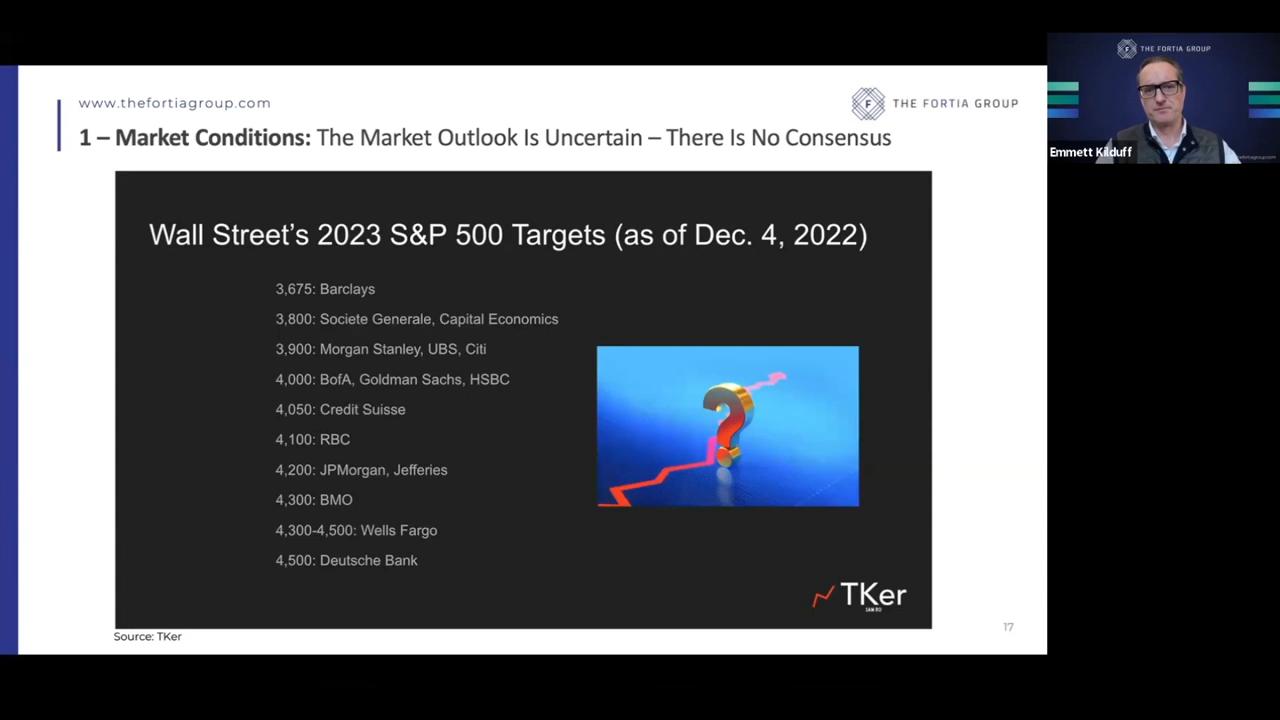 www.thefortiagroup.com
THE FORTIA GROUP
1 – Market Conditions: The Market Outlook Is Uncertain – There Is No Consensus
Wall Street’s 2023 S&P 500 Targets (as of Dec. 4, 2022)
3,675: Barclays
3,800: Societe Generale, Capital Economics
3,900: Morgan Stanley, UBS, Citi
4,000: BofA, Goldman Sachs, HSBC
4,050: Credit Suisse
4,100: RBC
4,200: JPMorgan, Jefferies
4,300: BMO
4,300-4,500: Wells Fargo
4,500: Deutsche Bank
?
TKer
SAM RO
Source: TKer
17
THE FORTIA GROUP
Emmett Kilduff